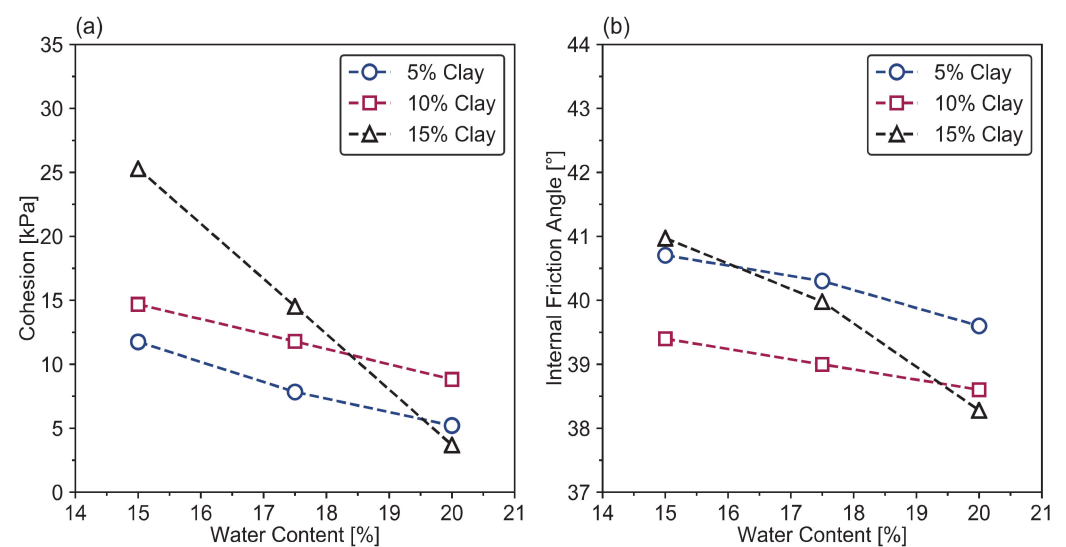 (a)
35
30
25
20
15
10
5
0
Cohesion [kPa]
14 15 16 17 18 19 20 21
Water Content [%]
5% Clay
10% Clay
15% Clay
(b)
44
43
42
41
40
39
38
37
Internal Friction Angle [°]
14 15 16 17 18 19 20 21
Water Content [%]
5% Clay
10% Clay
15% Clay